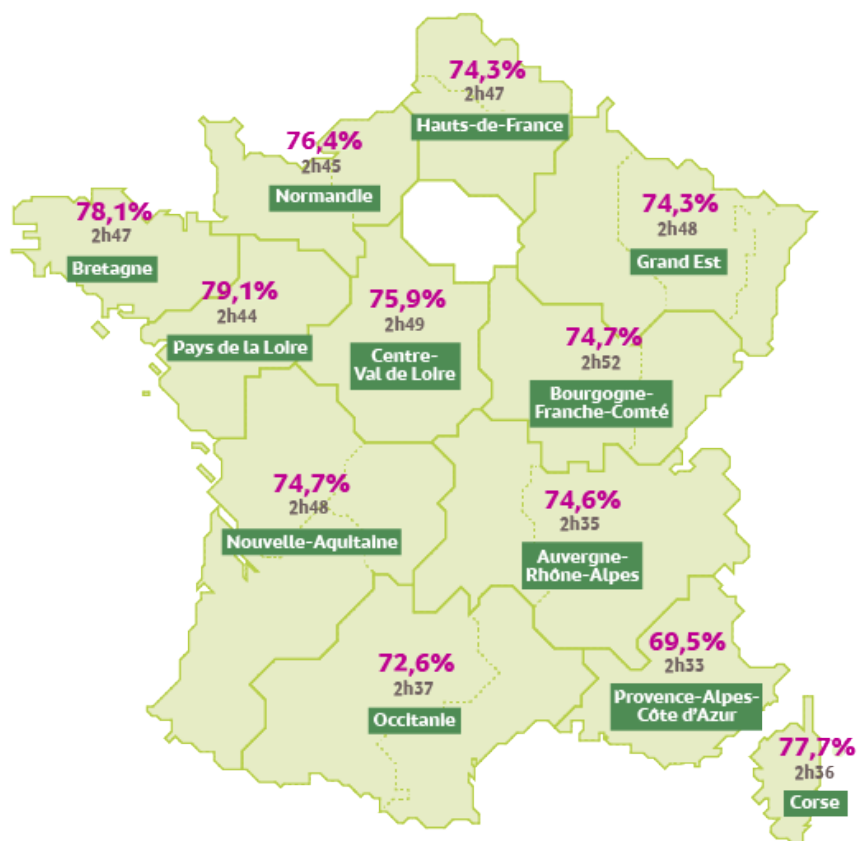 74,3%
2h47
Hauts-de-France
76,4%
2h45
Normandie
78,1%
2h47
Bretagne
74,3%
2h48
Grand Est
79,1%
2h44
Pays de la Loire
75,9%
2h49
Centre-
Val de Loire
74,7%
2h52
Bourgogne-
Franche-Comté
74,7%
2h48
Nouvelle-Aquitaine
74,6%
2h35
Auvergne-
Rhône-Alpes
72,6%
2h37
Occitanie
69,5%
2h33
Provence-Alpes-
Côte d'Azur
77,7%
2h36
Corse